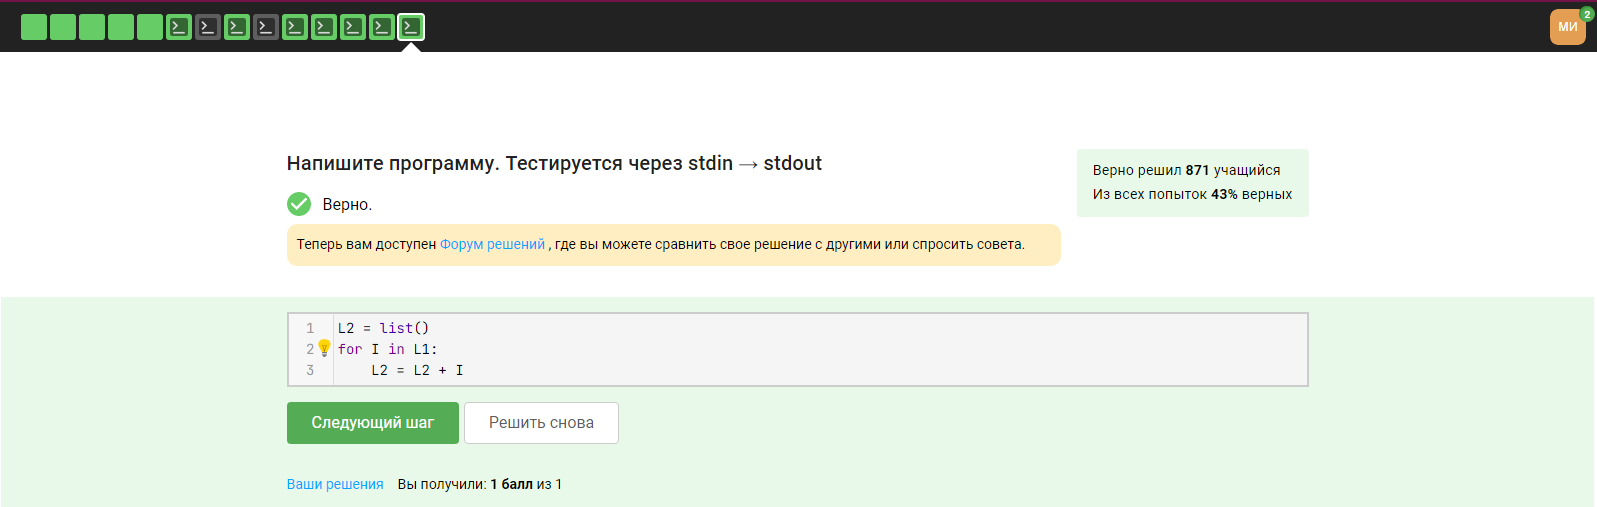 МИ
2
Напишите программу. Тестируется через stdin → stdout
Верно.
Теперь вам доступен Форум решений , где вы можете сравнить свое решение с другими или спросить совета.
Верно решил 871 учащийся
Из всех попыток 43% верных
1 L2 = list()
2 for I in L1:
3     L2 = L2 + I
Следующий шаг
Решить снова
Ваши решения Вы получили: 1 балл из 1